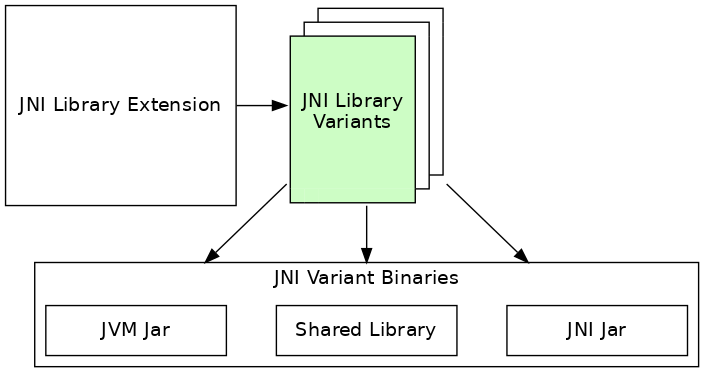 JNI Library Extension
JNI Library
Variants
JNI Variant Binaries
JVM Jar
Shared Library
JNI Jar